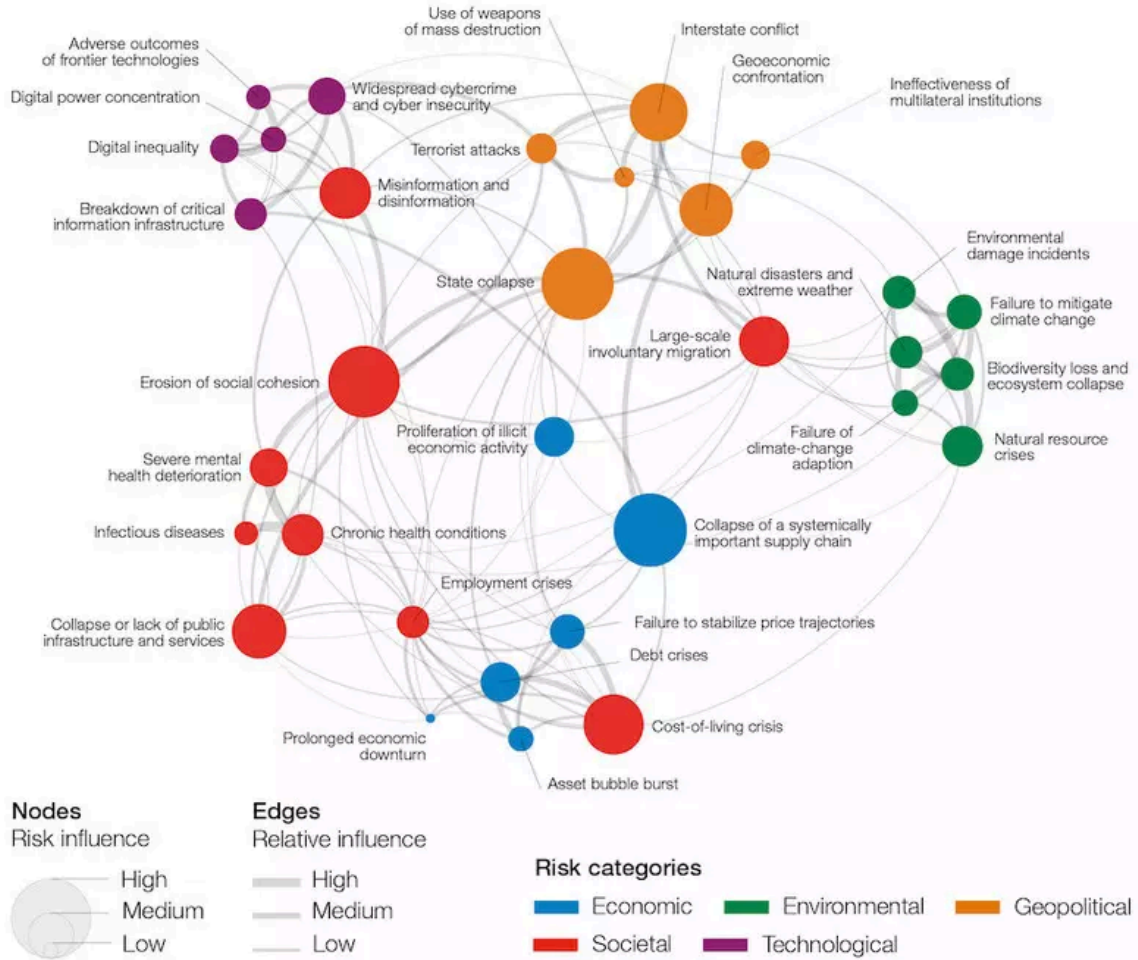 Use of weapons
of mass destruction
Interstate conflict
Adverse outcomes
of frontier technologies
Geoeconomic
confrontation
Ineffectiveness of
multilateral institutions
Digital power concentration
Widespread cybercrime
and cyber insecurity
Digital inequality
Terrorist attacks
Misinformation and
disinformation
Breakdown of critical
information infrastructure
Environmental
damage incidents
State collapse
Natural disasters and
extreme weather
Failure to mitigate
climate change
Large-scale
involuntary migration
Erosion of social cohesion
Biodiversity loss and
ecosystem collapse
Proliferation of illicit
economic activity
Failure of
climate-change
adaption
Natural resource
crises
Severe mental
health deterioration
Infectious diseases
Chronic health conditions
Collapse of a systemically
important supply chain
Employment crises
Collapse or lack of public
infrastructure and services
Failure to stabilize price trajectories
Debt crises
Prolonged economic
downturn
Cost-of-living crisis
Asset bubble burst
Nodes
Risk influence
High
Medium
Low
Edges
Relative influence
High
Medium
Low
Risk categories
Economic
Environmental
Geopolitical
Societal
Technological